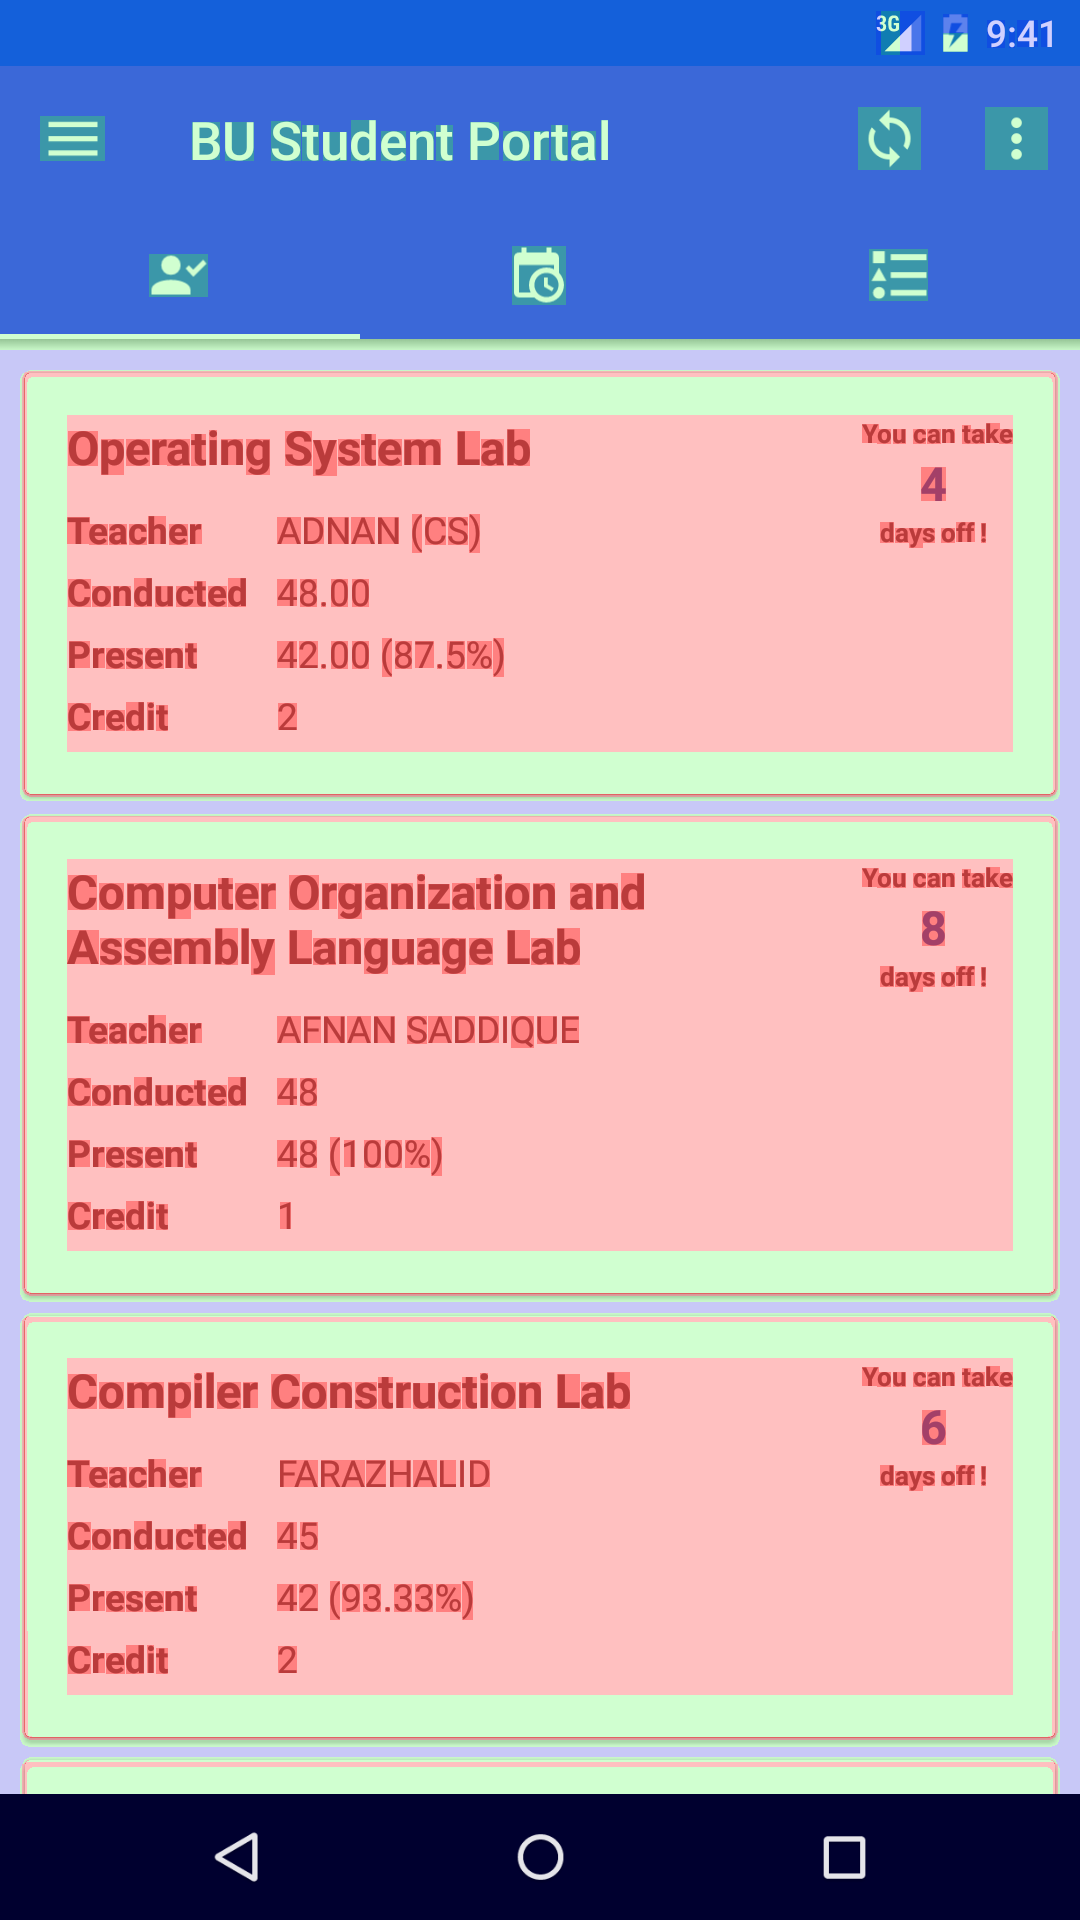 3G 9:41
BU Student Portal
Operating System Lab
You can take
4
days off !
Teacher ADNAN (CS)
Conducted 48.00
Present 42.00 (87.5%)
Credit 2
Computer Organization and
Assembly Language Lab
You can take
8
days off !
Teacher AFNAN SADDIQUE
Conducted 48
Present 48 (100%)
Credit 1
Compiler Construction Lab
You can take
6
days off !
Teacher FARAZHALID
Conducted 45
Present 42 (93.33%)
Credit 2